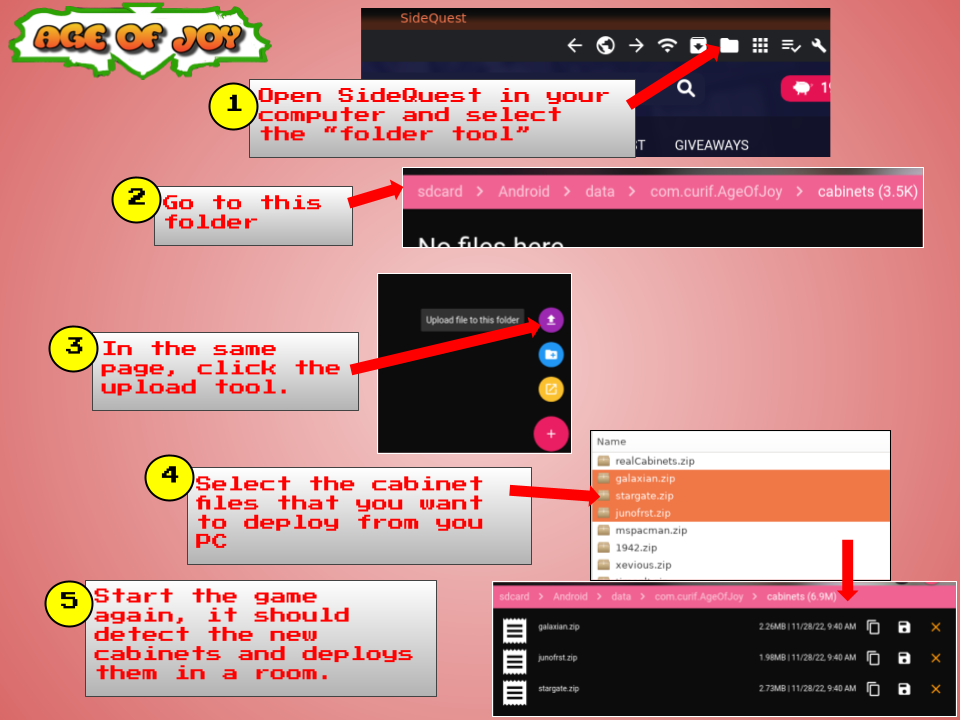 AGE OF JOY
SideQuest
1
Open SideQuest in your
computer and select
the “folder tool”
GIVEAWAYS
2
Go to this
folder
sdcard > Android > data > com.curif.AgeOfJoy > cabinets (3.5K)
No files here
Upload file to this folder
3
In the same
page, click the
upload tool.
4
Select the cabinet
files that you want
to deploy from you
PC
Name
realCabinets.zip
galaxian.zip
stargate.zip
junofrst.zip
mspacman.zip
1942.zip
xevious.zip
5
Start the game
again, it should
detect the new
cabinets and deploys
them in a room.
sdcard > Android > data > com.curif.AgeOfJoy > cabinets (6.9M)
galaxian.zip 2.26MB | 11/28/22, 9:40 AM
junofrst.zip 1.98MB | 11/28/22, 9:40 AM
stargate.zip 2.73MB | 11/28/22, 9:40 AM